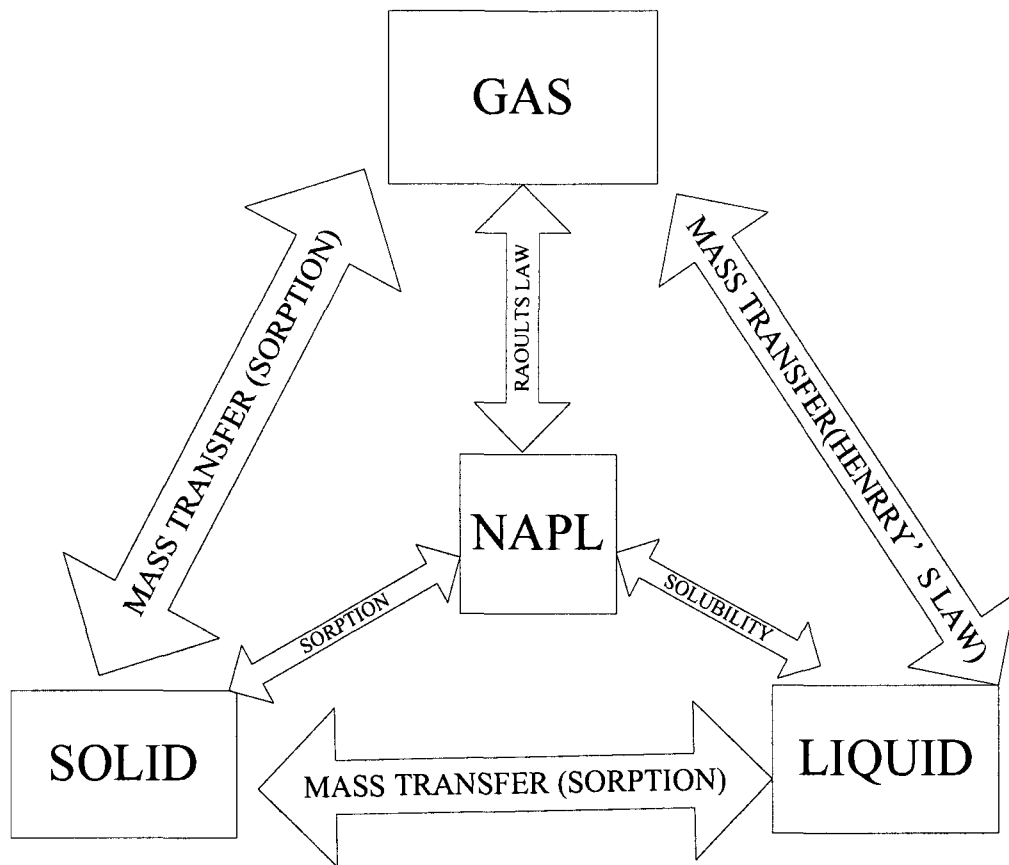 GAS
MASS TRANSFER (SORPTION)
RAOULTS LAW
MASS TRANSFER(HENRRY’ S LAW)
NAPL
SORPTION
SOLUBILITY
SOLID
MASS TRANSFER (SORPTION)
LIQUID